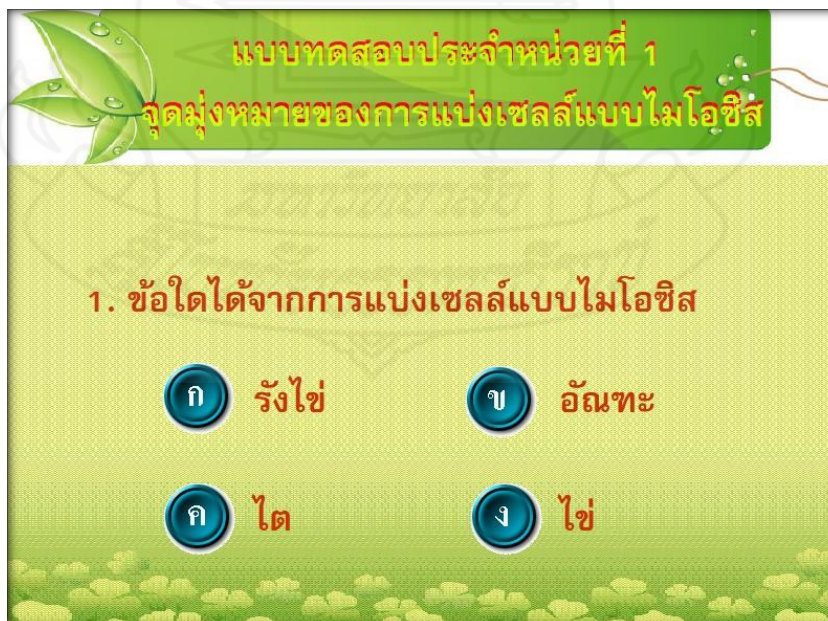 แบบทดสอบประจำหน่วยที่ 1
จุดมุ่งหมายของการแบ่งเซลล์แบบไมโอซิส
1. ข้อใดได้จากการแบ่งเซลล์แบบไมโอซิส
ก รังไข่
ข อัณฑะ
ค ไต
ง ไข่